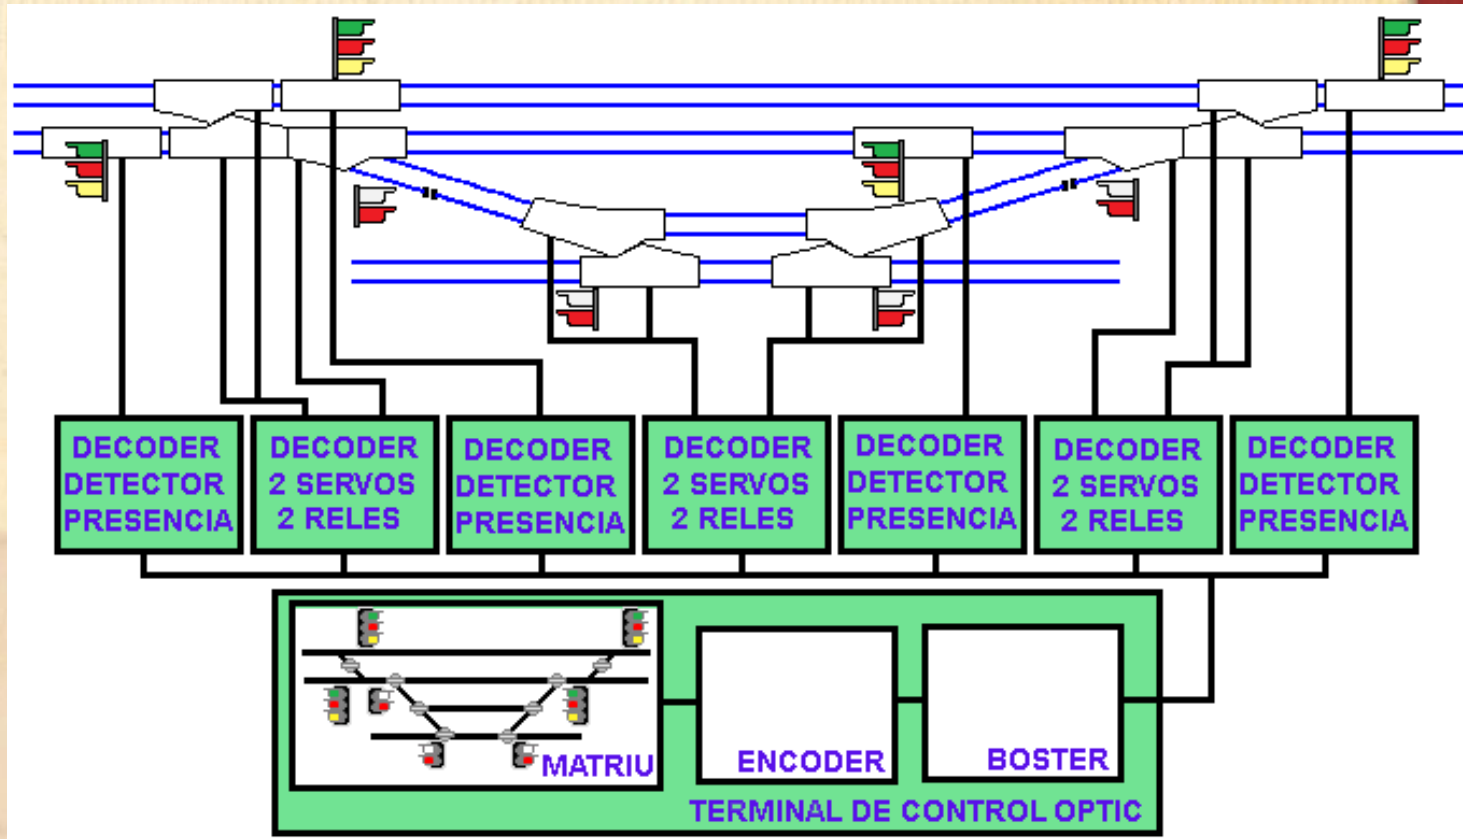 DECODER
DETECTOR
PRESENCIA
DECODER
2 SERVOS
2 RELES
DECODER
DETECTOR
PRESENCIA
DECODER
2 SERVOS
2 RELES
DECODER
DETECTOR
PRESENCIA
DECODER
2 SERVOS
2 RELES
DECODER
DETECTOR
PRESENCIA
MATRIU
ENCODER
BOSTER
TERMINAL DE CONTROL OPTIC